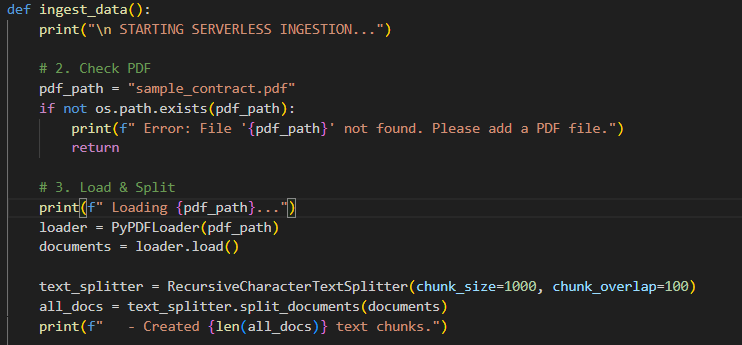 def ingest_data():
    print("\n STARTING SERVERLESS INGESTION...")
    # 2. Check PDF
    pdf_path = "sample_contract.pdf"
    if not os.path.exists(pdf_path):
        print(f" Error: File '{pdf_path}' not found. Please add a PDF file.")
        return
    # 3. Load & Split
    print(f" Loading {pdf_path}...")
    loader = PyPDFLoader(pdf_path)
    documents = loader.load()
    text_splitter = RecursiveCharacterTextSplitter(chunk_size=1000, chunk_overlap=100)
    all_docs = text_splitter.split_documents(documents)
    print(f"   - Created {len(all_docs)} text chunks.")